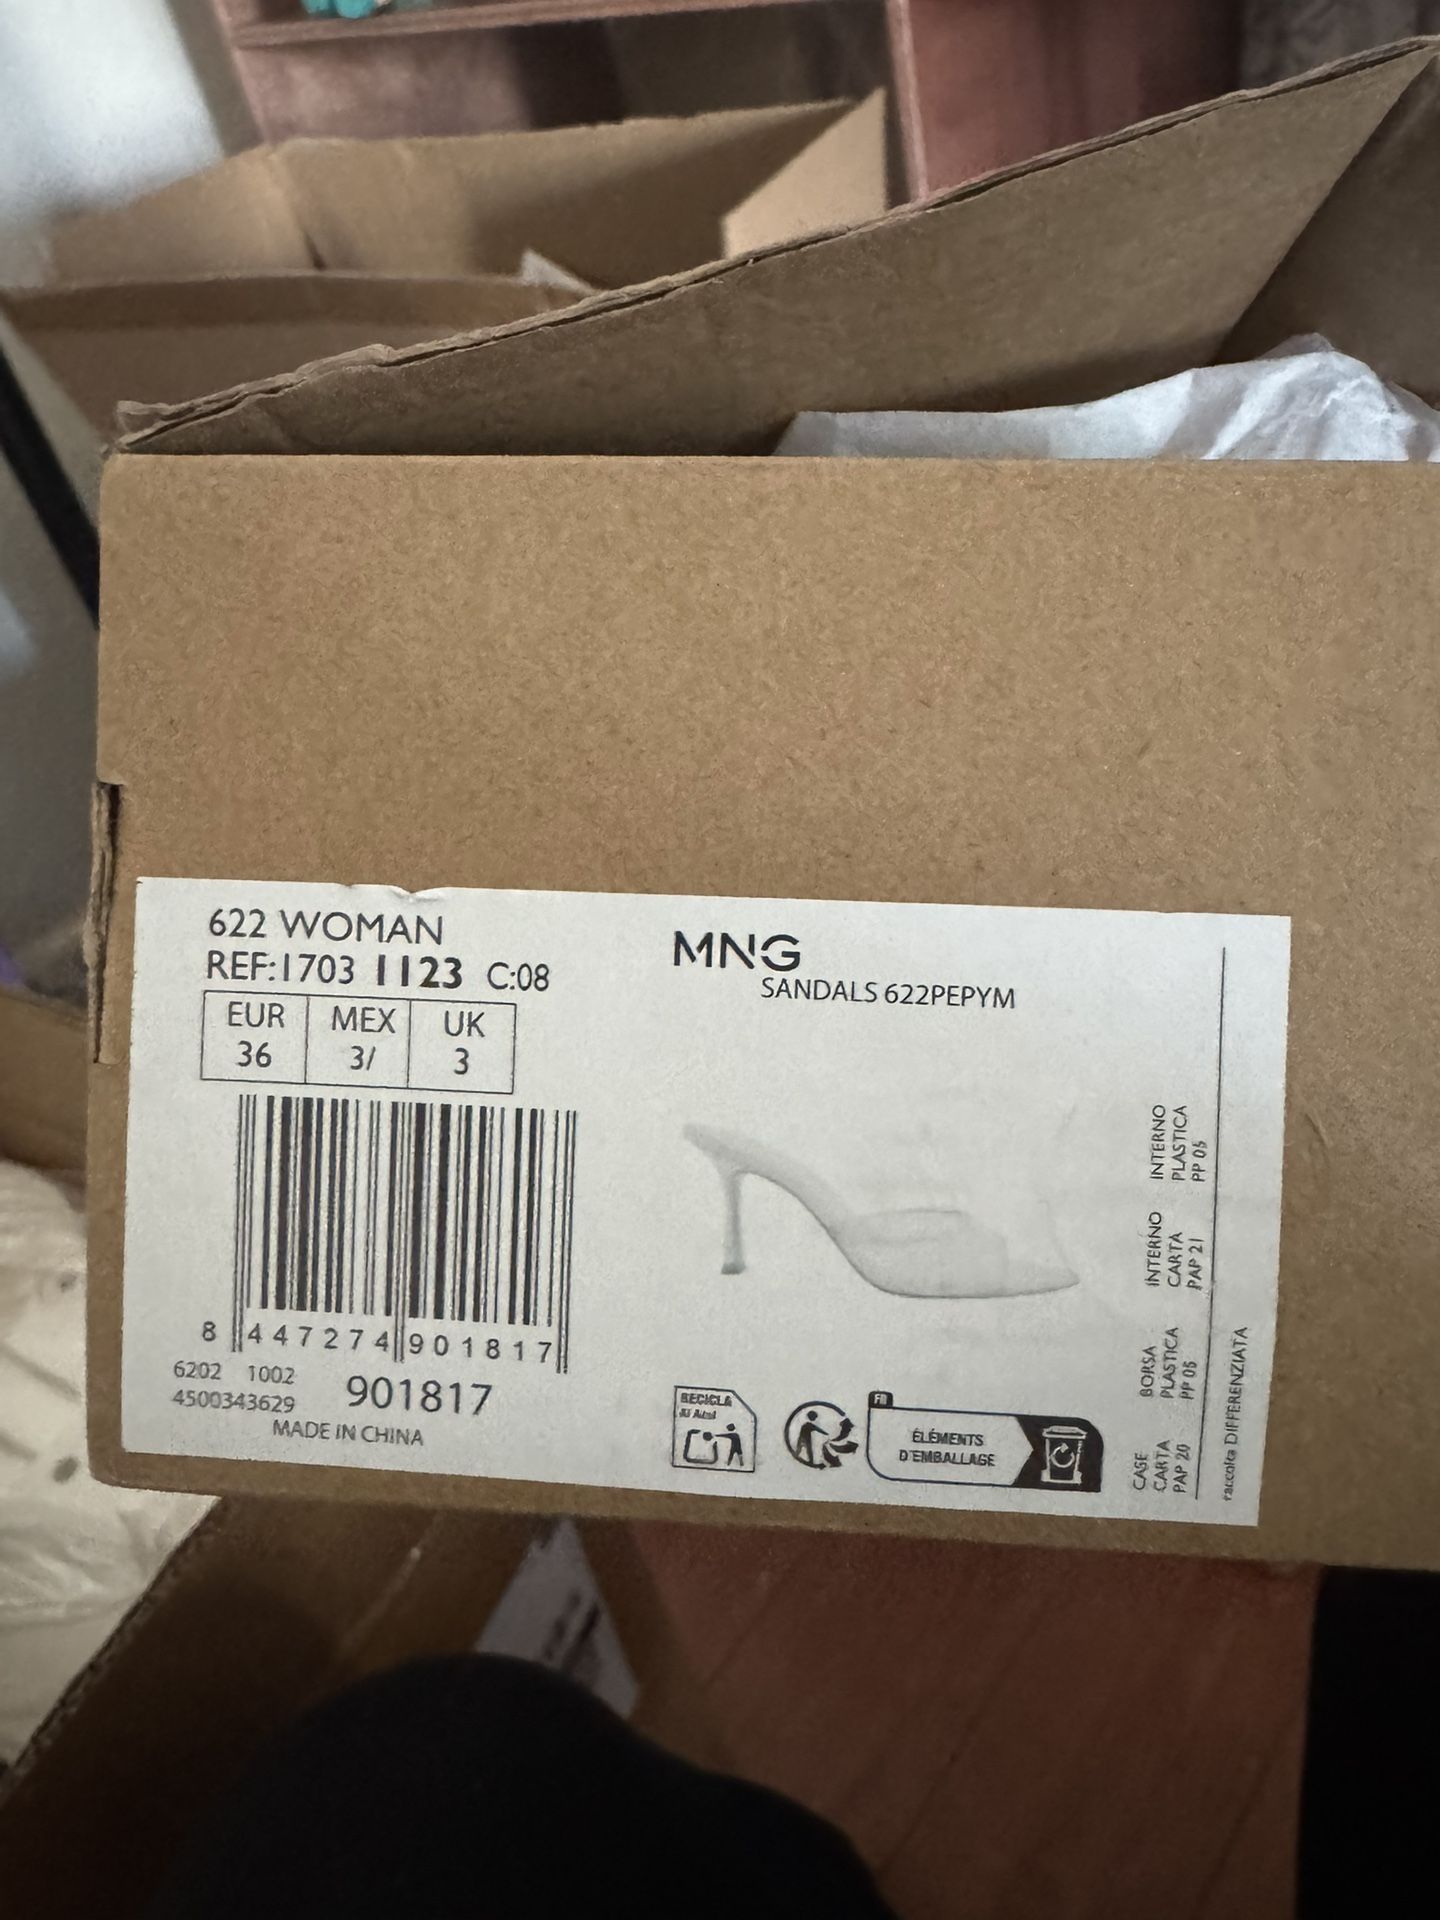 622 WOMAN
REF:1703 1123 C:08
EUR MEX UK
36 3/ 3
8 447274 901817
6202 1002
4500343629
901817
MADE IN CHINA
MNG
SANDALS 622PEPYM
RECICLA
FR
ÉLÉMENTS
D'EMBALLAGE
CASE
CARTA
PAP 20
BORSA
PLASTICA
PP 05
INTERNO
CARTA
PAP 21
INTERNO
PLASTICA
PP 05
raccolta DIFFERENZIATA